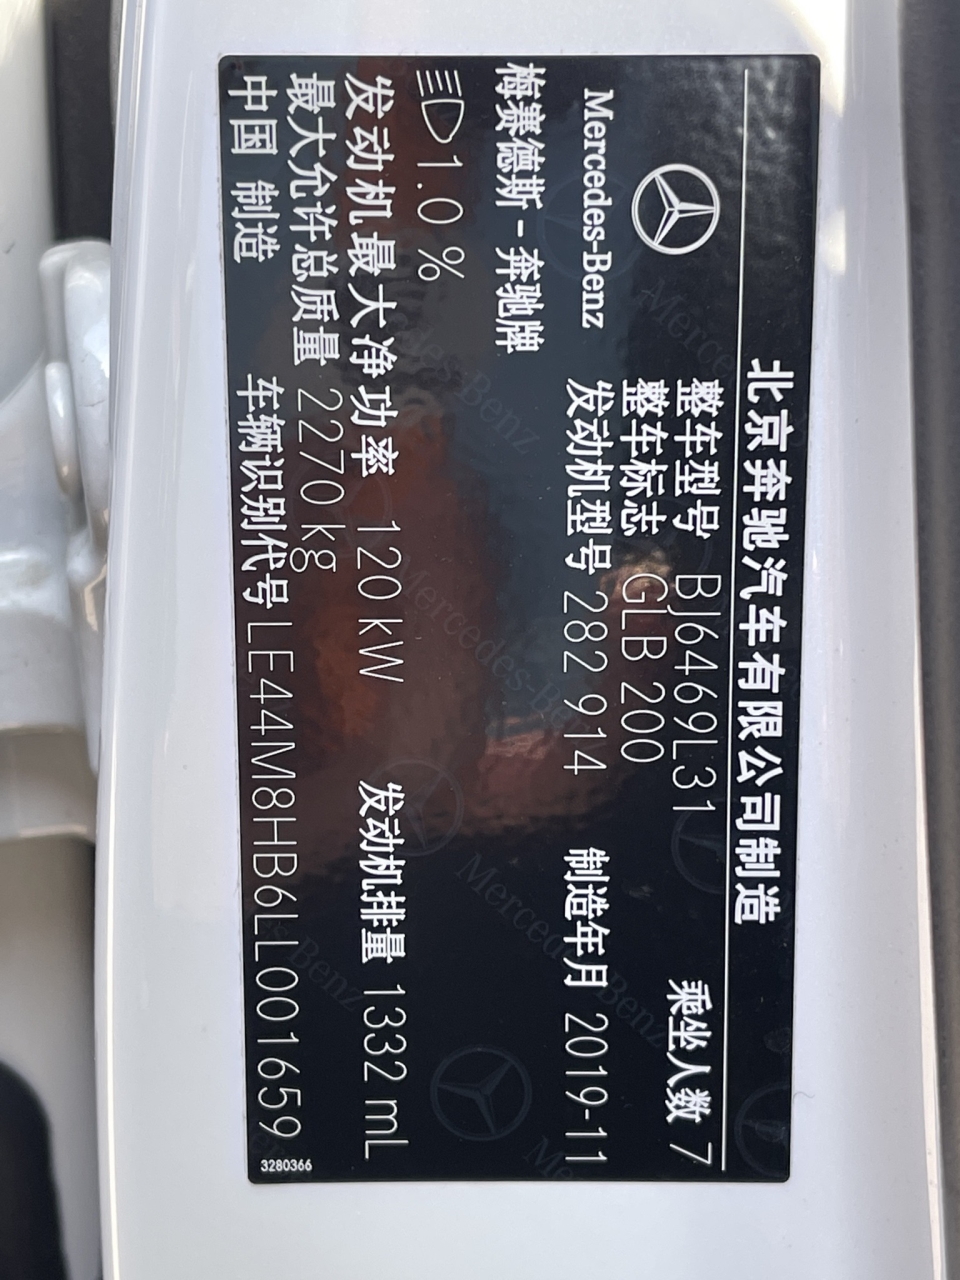 北京奔驰汽车有限公司制造
整车型号 BJ6469L31 乘坐人数 7
整车标志 GLB 200
Mercedes-Benz
发动机型号 282 914 制造年月 2019-11
梅赛德斯-奔驰牌
1.0 %
发动机最大净功率 120 kW 发动机排量 1332 mL
最大允许总质量 2270 kg
中国 制造 车辆识别代号 LE44M8HB6LL001659
3280366